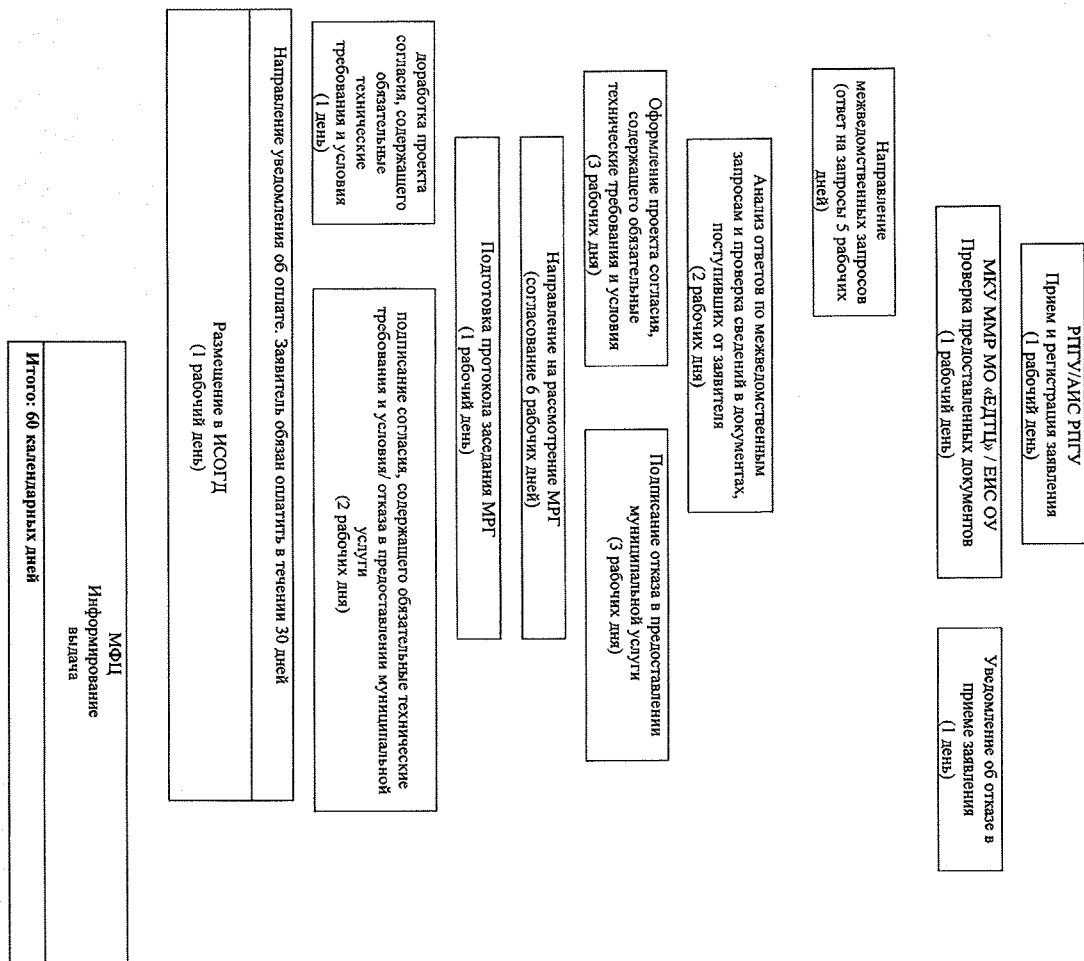 РПГУ/АИС РПГУ
Прием и регистрация заявления
(1 рабочий день)
МКУ ММР МО «ЕДТЦ» / ЕИС ОУ
Проверка предоставленных документов
(1 рабочий день)
Уведомление об отказе в
приеме заявления
(1 день)
Направление
межведомственных запросов
(ответ на запросы 5 рабочих
дней)
Анализ ответов по межведомственным
запросам и проверка сведений в документах,
поступивших от заявителя
(2 рабочих дня)
Оформление проекта согласия,
содержащего обязательные
технические требования и условия
(3 рабочих дня)
Подписание отказа в предоставлении
муниципальной услуги
(3 рабочих дня)
Направление на рассмотрение МРГ
(согласование 6 рабочих дней)
Подготовка протокола заседания МРГ
(1 рабочий день)
доработка проекта
согласия, содержащего
обязательные
технические
требования и условия
(1 день)
подписание согласия, содержащего обязательные технические
требования и условия/ отказа в предоставлении муниципальной
услуги
(2 рабочих дня)
Направление уведомления об оплате. Заявитель обязан оплатить в течении 30 дней
Размещение в ИСОГД
(1 рабочий день)
МФЦ
Информирование
выдача
Итого: 60 календарных дней